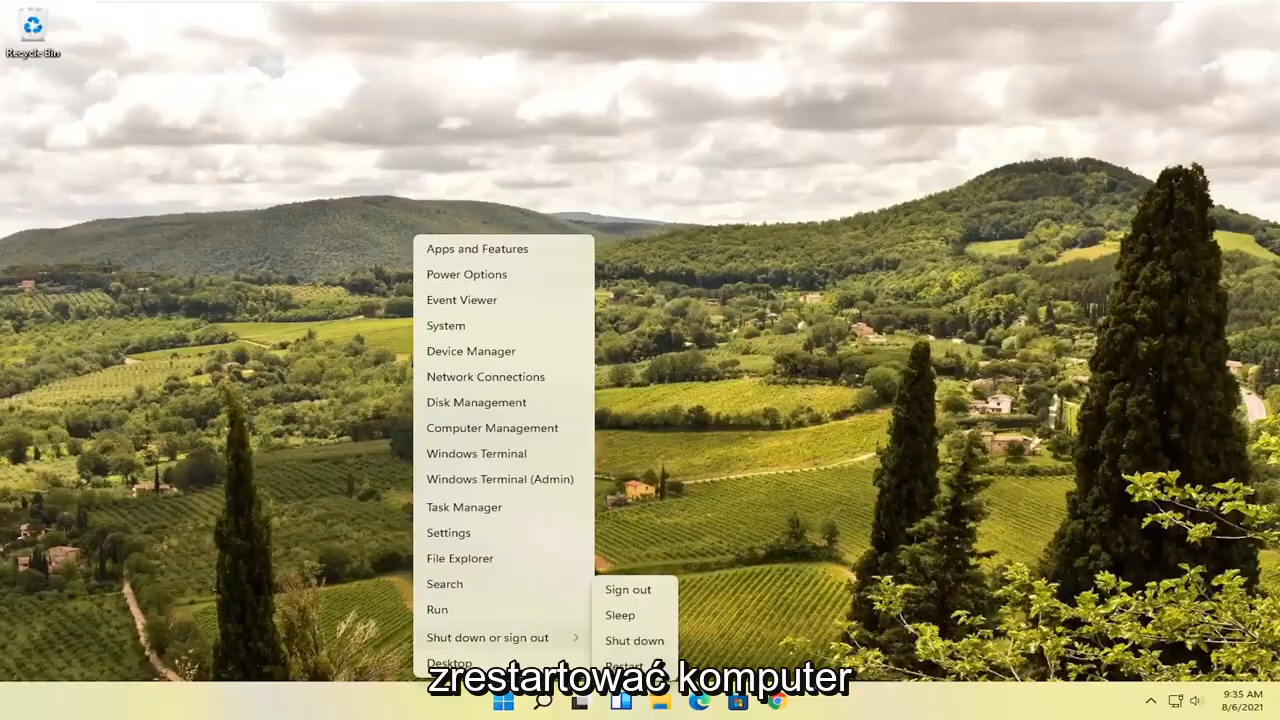 Recycle Bin
Apps and Features
Power Options
Event Viewer
System
Device Manager
Network Connections
Disk Management
Computer Management
Windows Terminal
Windows Terminal (Admin)
Task Manager
Settings
File Explorer
Search
Run
Shut down or sign out
Desktop
Sign out
Sleep
Shut down
Restart
zrestartować komputer
9:35 AM
8/6/2021